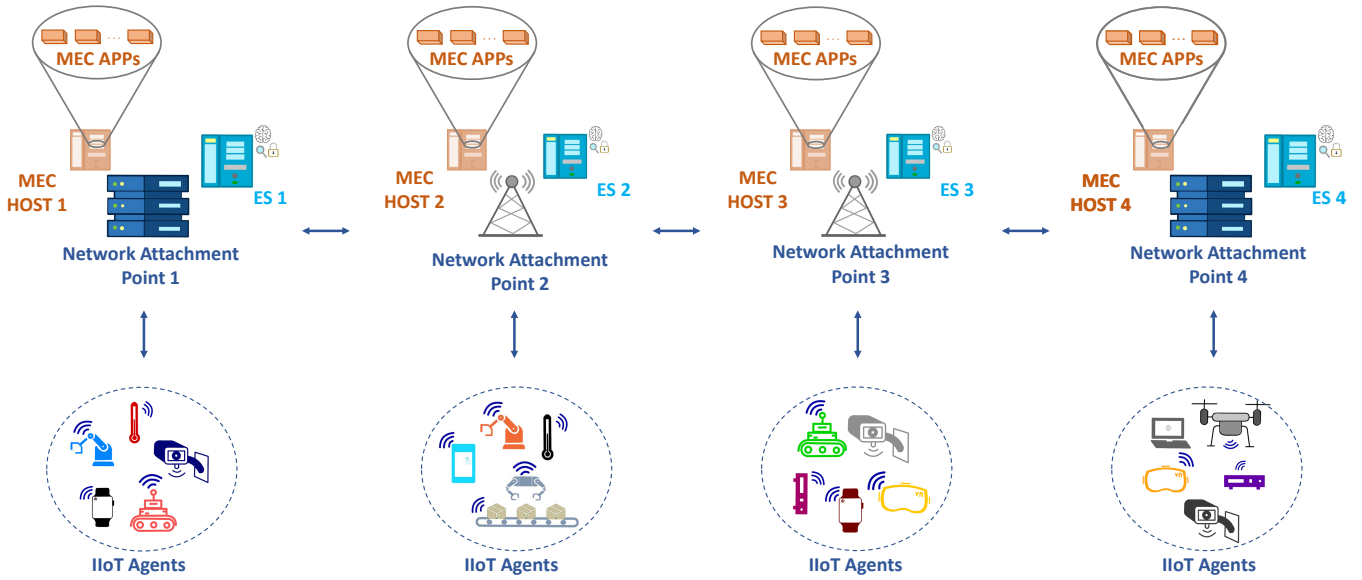 MEC APPs
MEC APPs
MEC APPs
MEC APPs
MEC
HOST 1
ES 1
MEC
HOST 2
ES 2
MEC
HOST 3
ES 3
MEC
HOST 4
ES 4
Network Attachment
Point 1
Network Attachment
Point 2
Network Attachment
Point 3
Network Attachment
Point 4
VR
VR
IIoT Agents
IIoT Agents
IIoT Agents
IIoT Agents